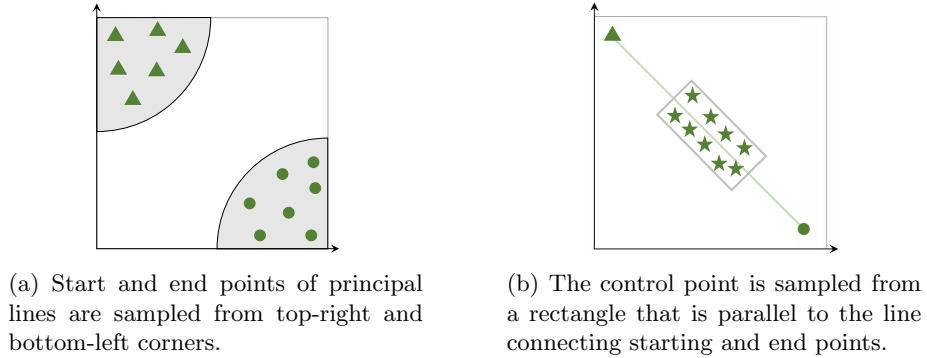 (a) Start and end points of principal
lines are sampled from top-right and
bottom-left corners.
(b) The control point is sampled from
a rectangle that is parallel to the line
connecting starting and end points.